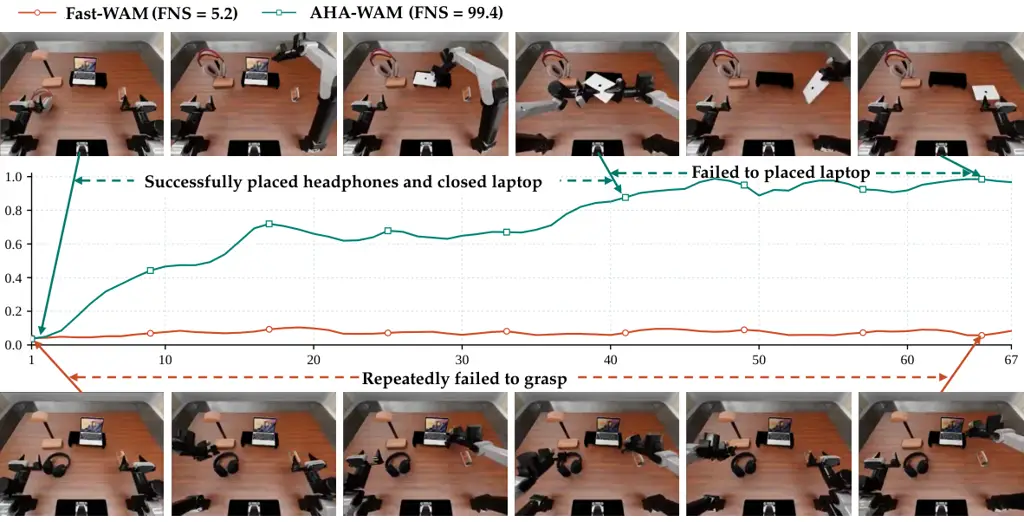 Fast-WAM (FNS = 5.2) AHA-WAM (FNS = 99.4)
Successfully placed headphones and closed laptop
Failed to placed laptop
1.0
0.8
0.6
0.4
0.2
0.0
1 10 20 30 40 50 60 67
Repeatedly failed to grasp